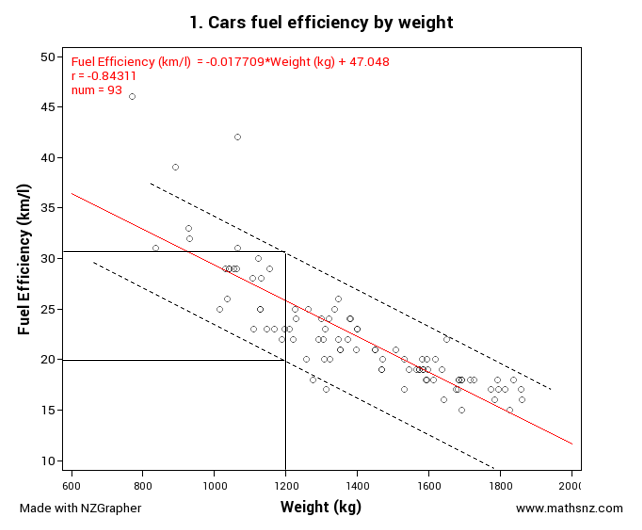 1. Cars fuel efficiency by weight
Fuel Efficiency (km/l) = -0.017709*Weight (kg) + 47.048
r = -0.84311
num = 93
Fuel Efficiency (km/l)
50
45
40
35
30
25
20
15
10
600 800 1000 1200 1400 1600 1800 2000
Made with NZGrapher
Weight (kg)
www.mathsnz.com